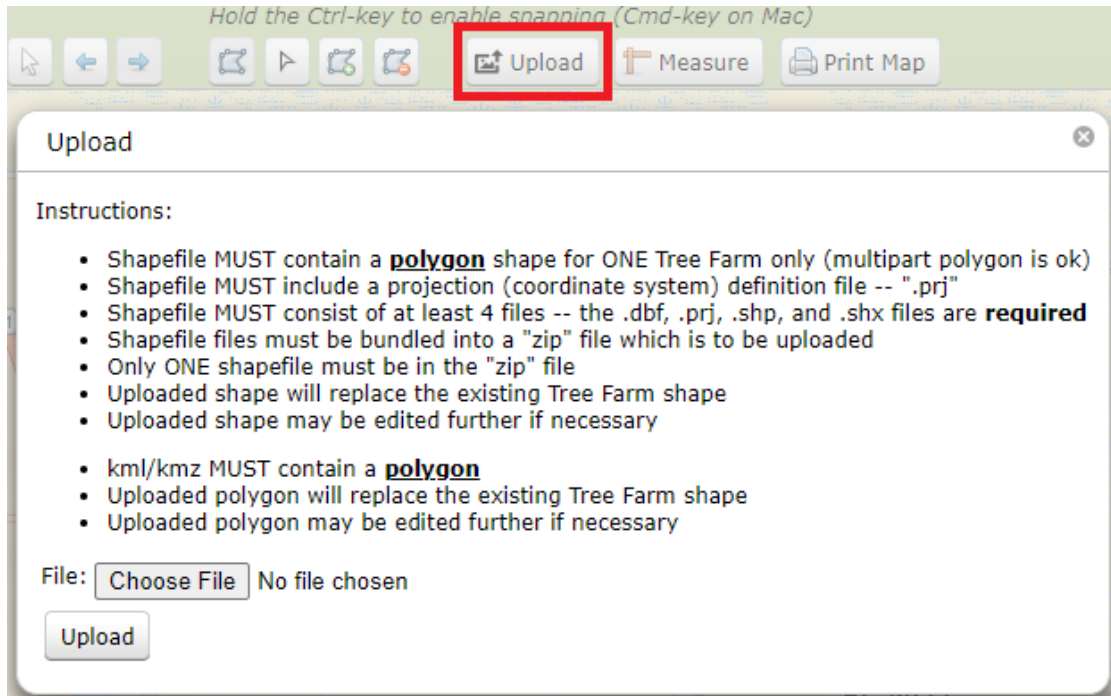 Hold the Ctrl-key to enable snapping (Cmd-key on Mac)
Upload Measure Print Map
Upload
Instructions:
• Shapefile MUST contain a polygon shape for ONE Tree Farm only (multipart polygon is ok)
• Shapefile MUST include a projection (coordinate system) definition file -- ".prj"
• Shapefile MUST consist of at least 4 files -- the .dbf, .prj, .shp, and .shx files are required
• Shapefile files must be bundled into a "zip" file which is to be uploaded
• Only ONE shapefile must be in the "zip" file
• Uploaded shape will replace the existing Tree Farm shape
• Uploaded shape may be edited further if necessary
• kml/kmz MUST contain a polygon
• Uploaded polygon will replace the existing Tree Farm shape
• Uploaded polygon may be edited further if necessary
File: Choose File No file chosen
Upload